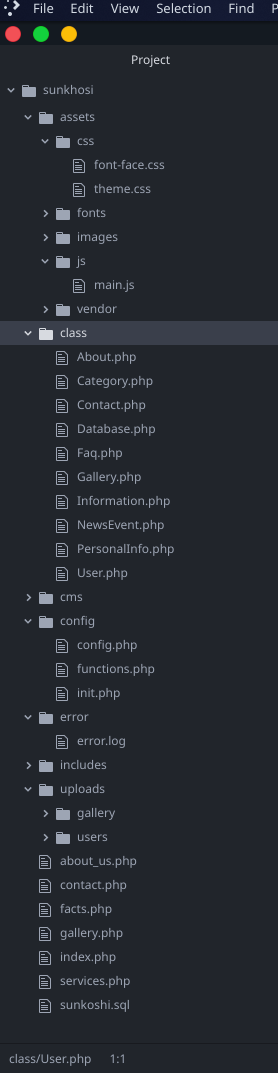 File Edit View Selection Find P
Project
sunkhosi
assets
css
font-face.css
theme.css
fonts
images
js
main.js
vendor
class
About.php
Category.php
Contact.php
Database.php
Faq.php
Gallery.php
Information.php
NewsEvent.php
PersonalInfo.php
User.php
cms
config
config.php
functions.php
init.php
error
error.log
includes
uploads
gallery
users
about_us.php
contact.php
facts.php
gallery.php
index.php
services.php
sunkoshi.sql
class/User.php 1:1